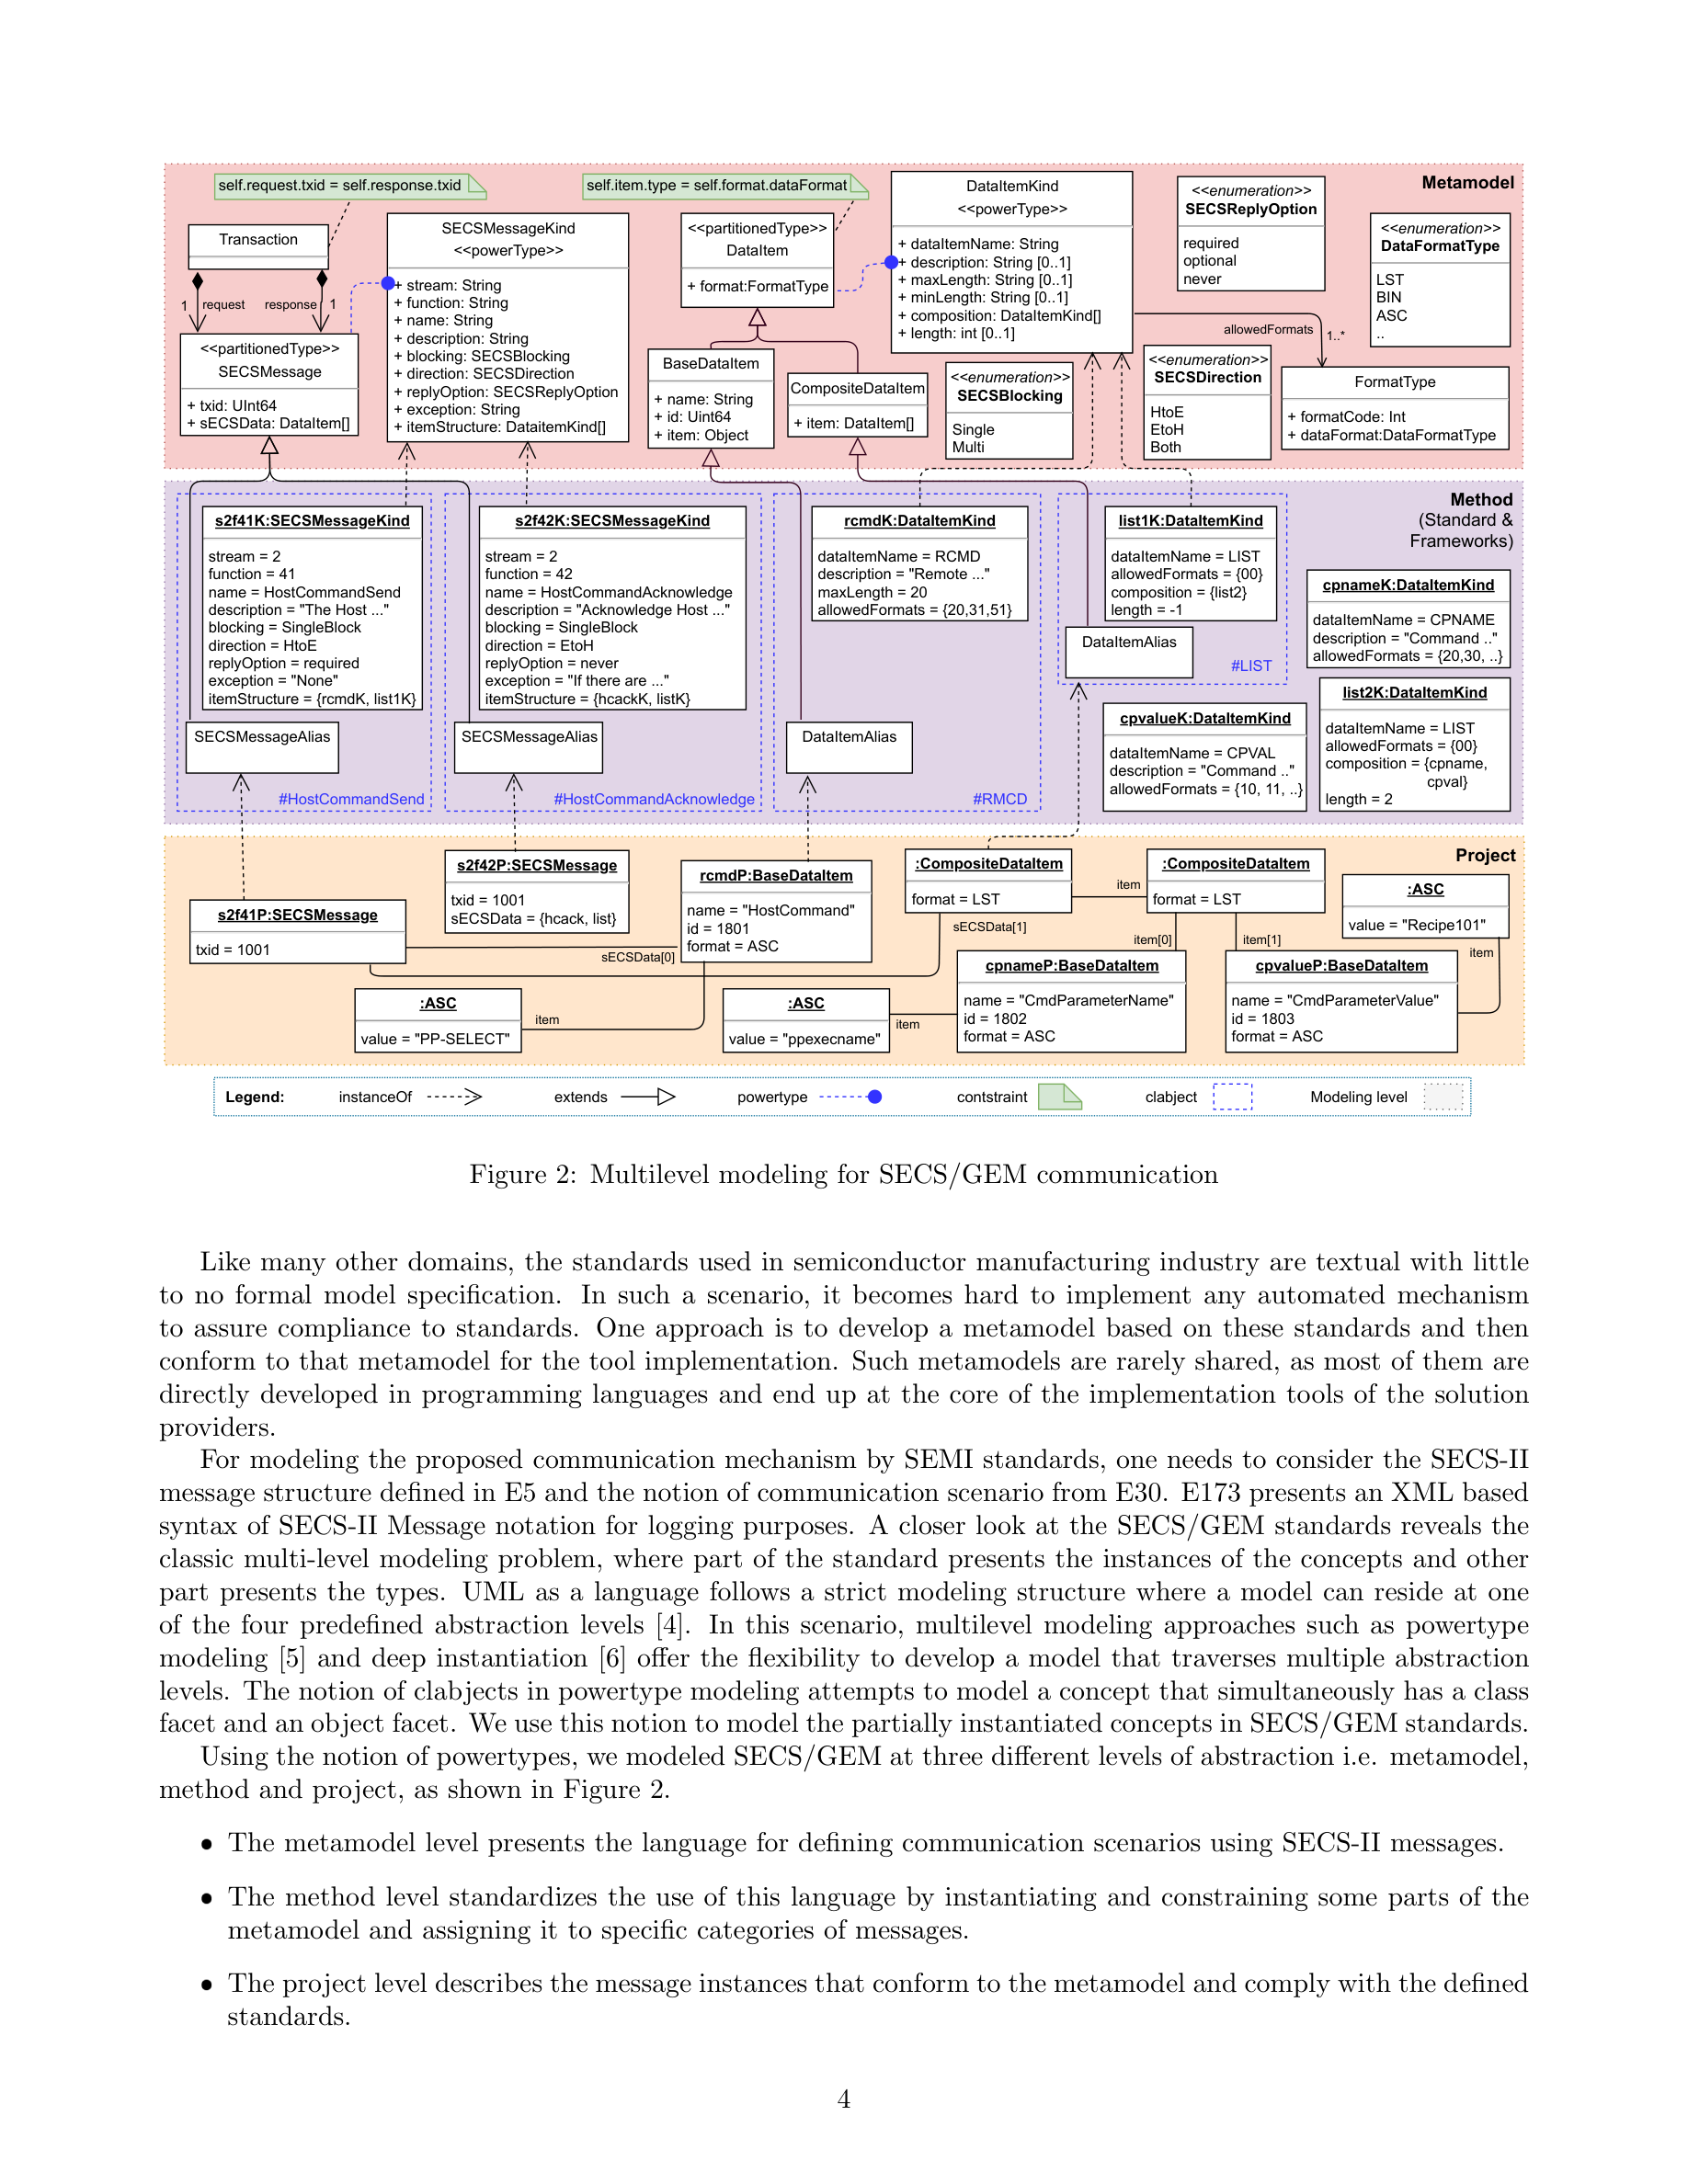 self.request.txid = self.response.txid
self.item.type = self.format.dataFormat
Metamodel
Transaction
1
request
response
1
<<partitionedType>>
SECSMessage
+ txid: UInt64
+ sECSData: DataItem[]
SECSMessageKind
<<powerType>>
+ stream: String
+ function: String
+ name: String
+ description: String
+ blocking: SECSBlocking
+ direction: SECSDirection
+ replyOption: SECSReplyOption
+ exception: String
+ itemStructure: DataitemKind[]
<<partitionedType>>
DataItem
+ format:FormatType
BaseDataItem
+ name: String
+ id: Uint64
+ item: Object
CompositeDataItem
+ item: DataItem[]
DataItemKind
<<powerType>>
+ dataItemName: String
+ description: String [0..1]
+ maxLength: String [0..1]
+ minLength: String [0..1]
+ composition: DataItemKind[]
+ length: int [0..1]
<<enumeration>>
SECSBlocking
Single
Multi
<<enumeration>>
SECSReplyOption
required
optional
never
<<enumeration>>
SECSDirection
HtoE
EtoH
Both
<<enumeration>>
DataFormatType
LST
BIN
ASC
..
allowedFormats
1..*
FormatType
+ formatCode: Int
+ dataFormat:DataFormatType
Method
(Standard &
Frameworks)
s2f41K:SECSMessageKind
stream = 2
function = 41
name = HostCommandSend
description = "The Host ..."
blocking = SingleBlock
direction = HtoE
replyOption = required
exception = "None"
itemStructure = {rcmdK, list1K}
SECSMessageAlias
#HostCommandSend
s2f42K:SECSMessageKind
stream = 2
function = 42
name = HostCommandAcknowledge
description = "Acknowledge Host ..."
blocking = SingleBlock
direction = EtoH
replyOption = never
exception = "If there are ..."
itemStructure = {hcackK, listK}
SECSMessageAlias
#HostCommandAcknowledge
rcmdK:DataItemKind
dataItemName = RCMD
description = "Remote ..."
maxLength = 20
allowedFormats = {20,31,51}
DataItemAlias
#RMCD
list1K:DataItemKind
dataItemName = LIST
allowedFormats = {00}
composition = {list2}
length = -1
DataItemAlias
#LIST
cpnameK:DataItemKind
dataItemName = CPNAME
description = "Command .."
allowedFormats = {20,30, ..}
cpvalueK:DataItemKind
dataItemName = CPVAL
description = "Command .."
allowedFormats = {10, 11, ..}
list2K:DataItemKind
dataItemName = LIST
allowedFormats = {00}
composition = {cpname,
cpval}
length = 2
Project
s2f41P:SECSMessage
txid = 1001
s2f42P:SECSMessage
txid = 1001
sECSData = {hcack, list}
rcmdP:BaseDataItem
name = "HostCommand"
id = 1801
format = ASC
sECSData[0]
:CompositeDataItem
format = LST
sECSData[1]
item
:CompositeDataItem
format = LST
item[0]
item[1]
:ASC
value = "Recipe101"
item
:ASC
value = "PP-SELECT"
item
:ASC
value = "ppexecname"
item
cpnameP:BaseDataItem
name = "CmdParameterName"
id = 1802
format = ASC
cpvalueP:BaseDataItem
name = "CmdParameterValue"
id = 1803
format = ASC
Legend:
instanceOf
extends
powertype
contstraint
clabject
Modeling level
Figure 2: Multilevel modeling for SECS/GEM communication
Like many other domains, the standards used in semiconductor manufacturing industry are textual with little
to no formal model specification. In such a scenario, it becomes hard to implement any automated mechanism
to assure compliance to standards. One approach is to develop a metamodel based on these standards and then
conform to that metamodel for the tool implementation. Such metamodels are rarely shared, as most of them are
directly developed in programming languages and end up at the core of the implementation tools of the solution
providers.
For modeling the proposed communication mechanism by SEMI standards, one needs to consider the SECS-II
message structure defined in E5 and the notion of communication scenario from E30. E173 presents an XML based
syntax of SECS-II Message notation for logging purposes. A closer look at the SECS/GEM standards reveals the
classic multi-level modeling problem, where part of the standard presents the instances of the concepts and other
part presents the types. UML as a language follows a strict modeling structure where a model can reside at one
of the four predefined abstraction levels [4]. In this scenario, multilevel modeling approaches such as powertype
modeling [5] and deep instantiation [6] offer the flexibility to develop a model that traverses multiple abstraction
levels. The notion of clabjects in powertype modeling attempts to model a concept that simultaneously has a class
facet and an object facet. We use this notion to model the partially instantiated concepts in SECS/GEM standards.
Using the notion of powertypes, we modeled SECS/GEM at three different levels of abstraction i.e. metamodel,
method and project, as shown in Figure 2.
• The metamodel level presents the language for defining communication scenarios using SECS-II messages.
• The method level standardizes the use of this language by instantiating and constraining some parts of the
metamodel and assigning it to specific categories of messages.
• The project level describes the message instances that conform to the metamodel and comply with the defined
standards.
4